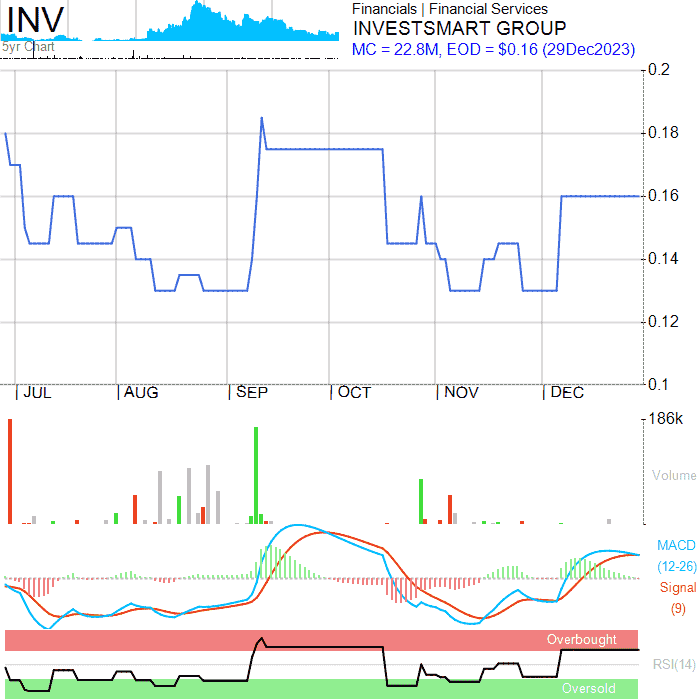 INV
5yr Chart
Financials | Financial Services
INVESTSMART GROUP
MC = 22.8M, EOD = $0.16 (29Dec2023)
0.2
0.18
0.16
0.14
0.12
0.1
JUL AUG SEP OCT NOV DEC
186k
Volume
MACD
(12-26)
Signal
(9)
Overbought
RSI(14)
Oversold